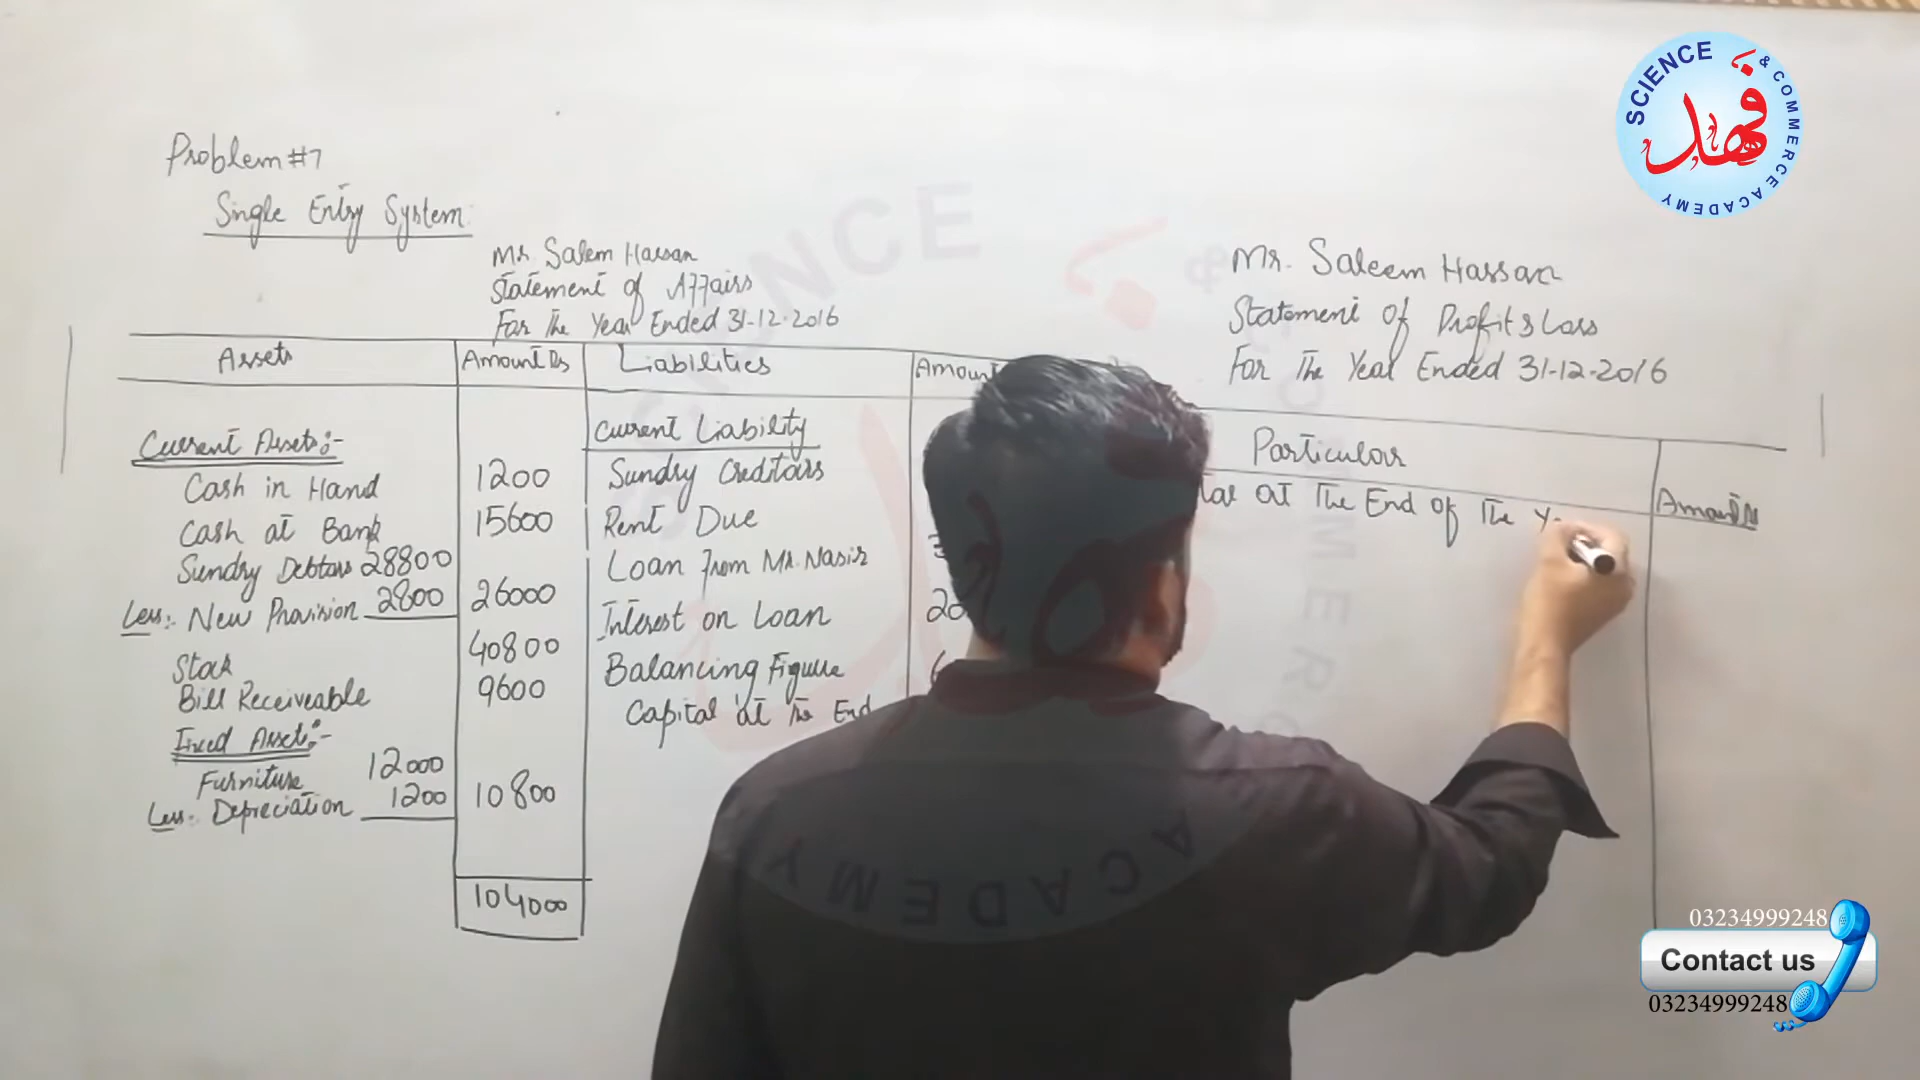 Problem #7
Single Entry System
Mr. Salem Hassan
Statement of Affairs
For The Year Ended 31-12-2016
Assets Amount Rs Liabilities Amount
Current Assets:-
Cash in Hand 1200
Cash at Bank 15600
Sundry Debtors 28800
Less:- New Provision 2800 26000
Stock 40800
Bill Receiveable 9600
Fixed Assets:-
Furniture 12000
Less:- Depreciation 1200 10800
104000
Current Liability
Sundry Creditors
Rent Due
Loan From Mr. Nasir
Interest on Loan
Balancing Figure
Capital at The End
Mr. Saleem Hassan
Statement of Profit & Loss
For The Year Ended 31-12-2016
Particular
Amount Rs
at The End of The
SCIENCE & COMMERCE ACADEMY
فهد
03234999248
Contact us
03234999248